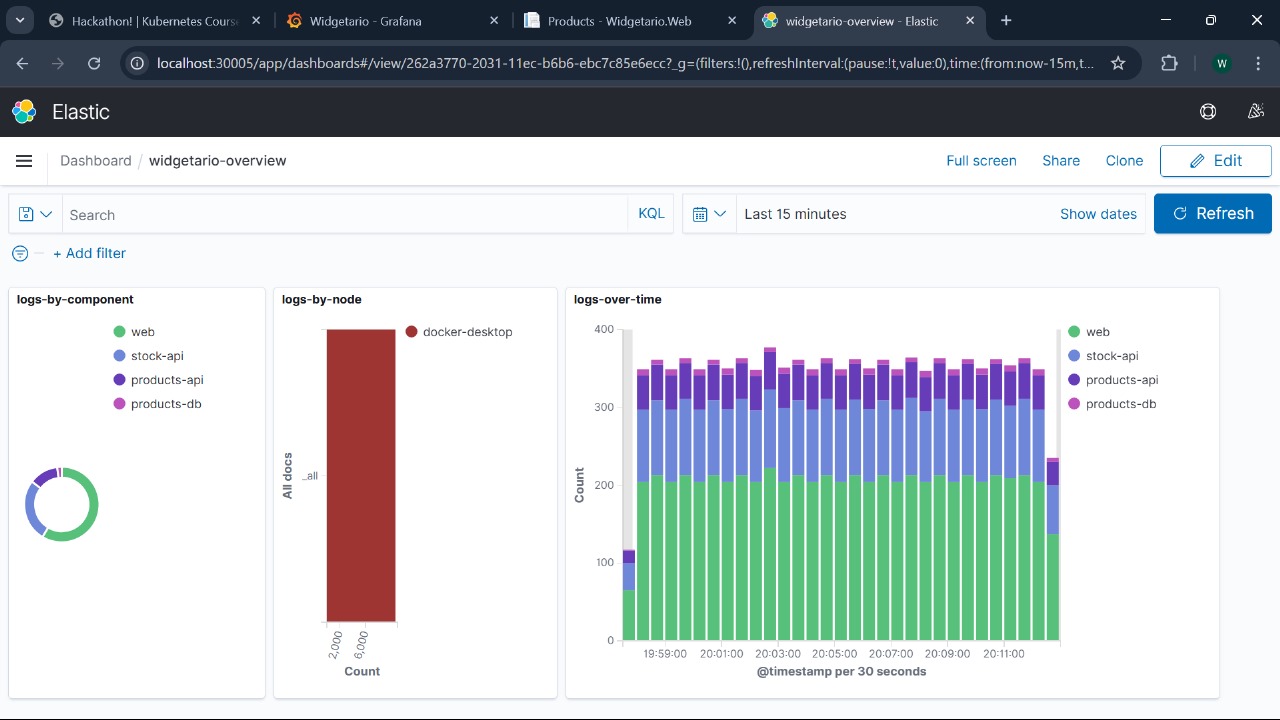 Hackathon! | Kubernetes Course
Widgetario - Grafana
Products - Widgetario.Web
widgetario-overview - Elastic
localhost:30005/app/dashboards#/view/262a3770-2031-11ec-b6b6-ebc7c85e6ecc?_g=(filters:!(),refreshInterval:(pause:!t,value:0),time:(from:now-15m,t...
W
Elastic
Dashboard / widgetario-overview
Full screen
Share
Clone
Edit
Search
KQL
Last 15 minutes
Show dates
Refresh
+ Add filter
logs-by-component
web
stock-api
products-api
products-db
logs-by-node
docker-desktop
All docs
_all
2,000
6,000
Count
logs-over-time
400
300
200
100
0
Count
19:59:00
20:01:00
20:03:00
20:05:00
20:07:00
20:09:00
20:11:00
@timestamp per 30 seconds
web
stock-api
products-api
products-db